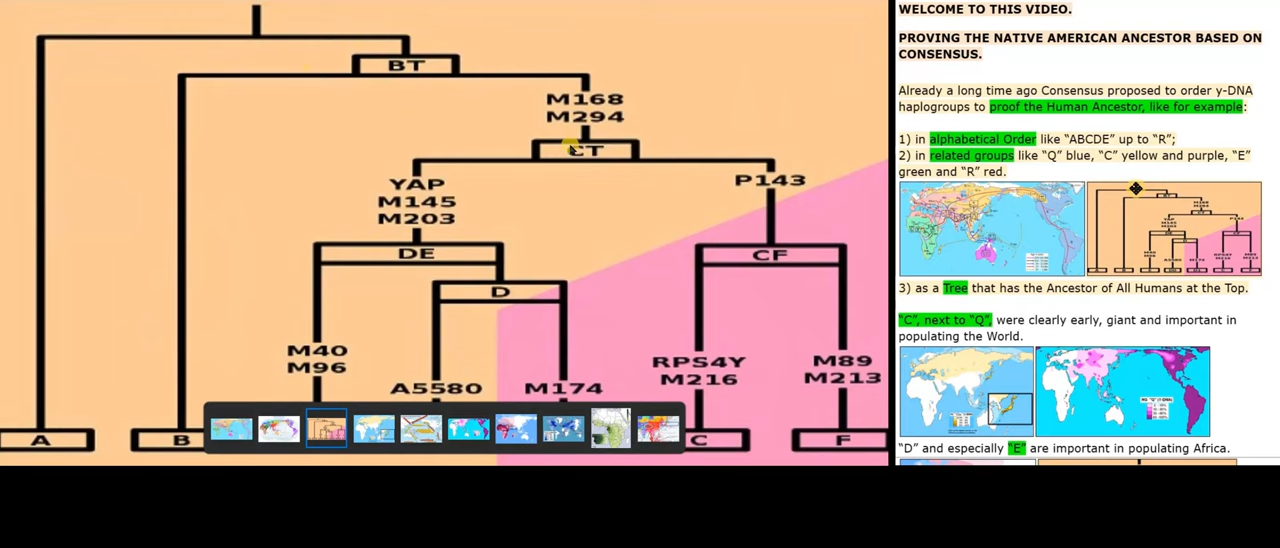 BT
M168
M294
CT
YAP
M145
M203
P143
DE
CF
D
M40
M96
A5580
M174
RPS4Y
M216
M89
M213
A
B
C
F
WELCOME TO THIS VIDEO.
PROVING THE NATIVE AMERICAN ANCESTOR BASED ON
CONSENSUS.
Already a long time ago Consensus proposed to order y-DNA
haplogroups to proof the Human Ancestor, like for example:
1) in alphabetical Order like “ABCDE” up to “R”;
2) in related groups like “Q” blue, “C” yellow and purple, “E”
green and “R” red.
3) as a Tree that has the Ancestor of All Humans at the Top.
“C”, next to “Q”, were clearly early, giant and important in
populating the World.
“D” and especially “E” are important in populating Africa.